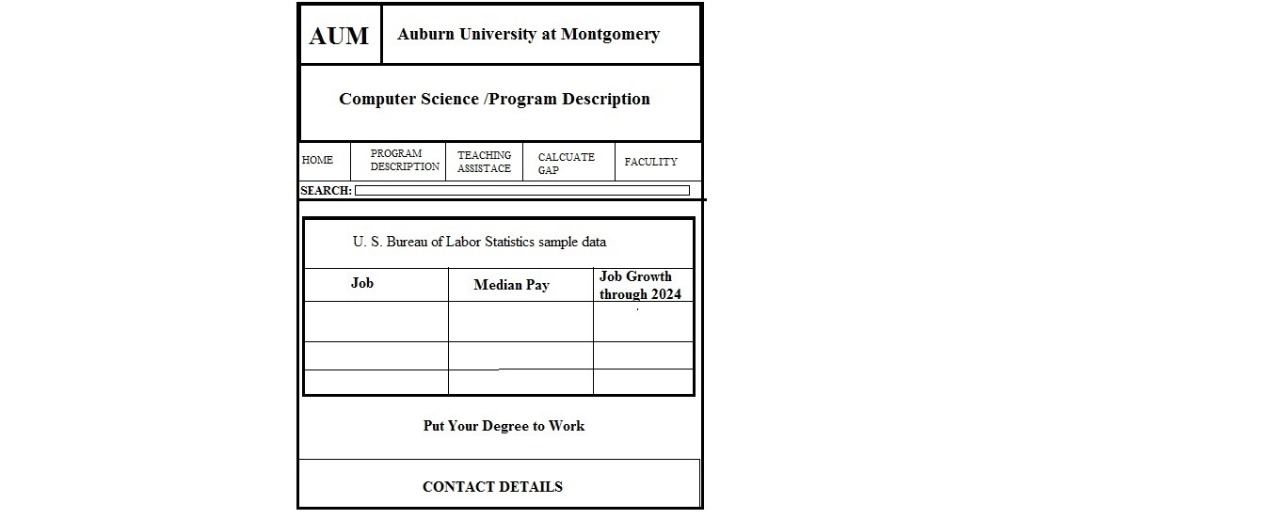 AUM
Auburn University at Montgomery
Computer Science /Program Description
HOME
PROGRAM
DESCRIPTION
TEACHING
ASSISTACE
CALCUATE
GAP
FACULITY
SEARCH:
U. S. Bureau of Labor Statistics sample data
Job
Median Pay
Job Growth
through 2024
Put Your Degree to Work
CONTACT DETAILS